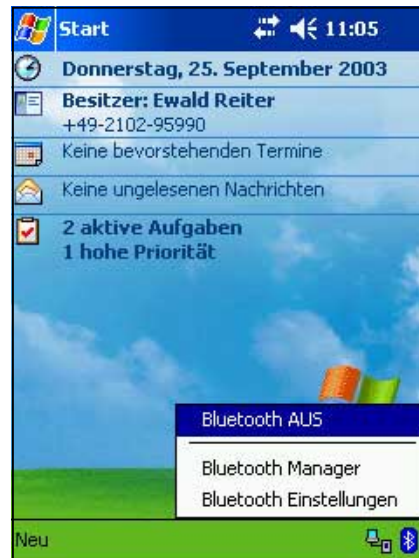 Start 11:05
Donnerstag, 25. September 2003
Besitzer: Ewald Reiter
+49-2102-95990
Keine bevorstehenden Termine
Keine ungelesenen Nachrichten
2 aktive Aufgaben
1 hohe Priorität
Bluetooth AUS
Bluetooth Manager
Bluetooth Einstellungen
Neu